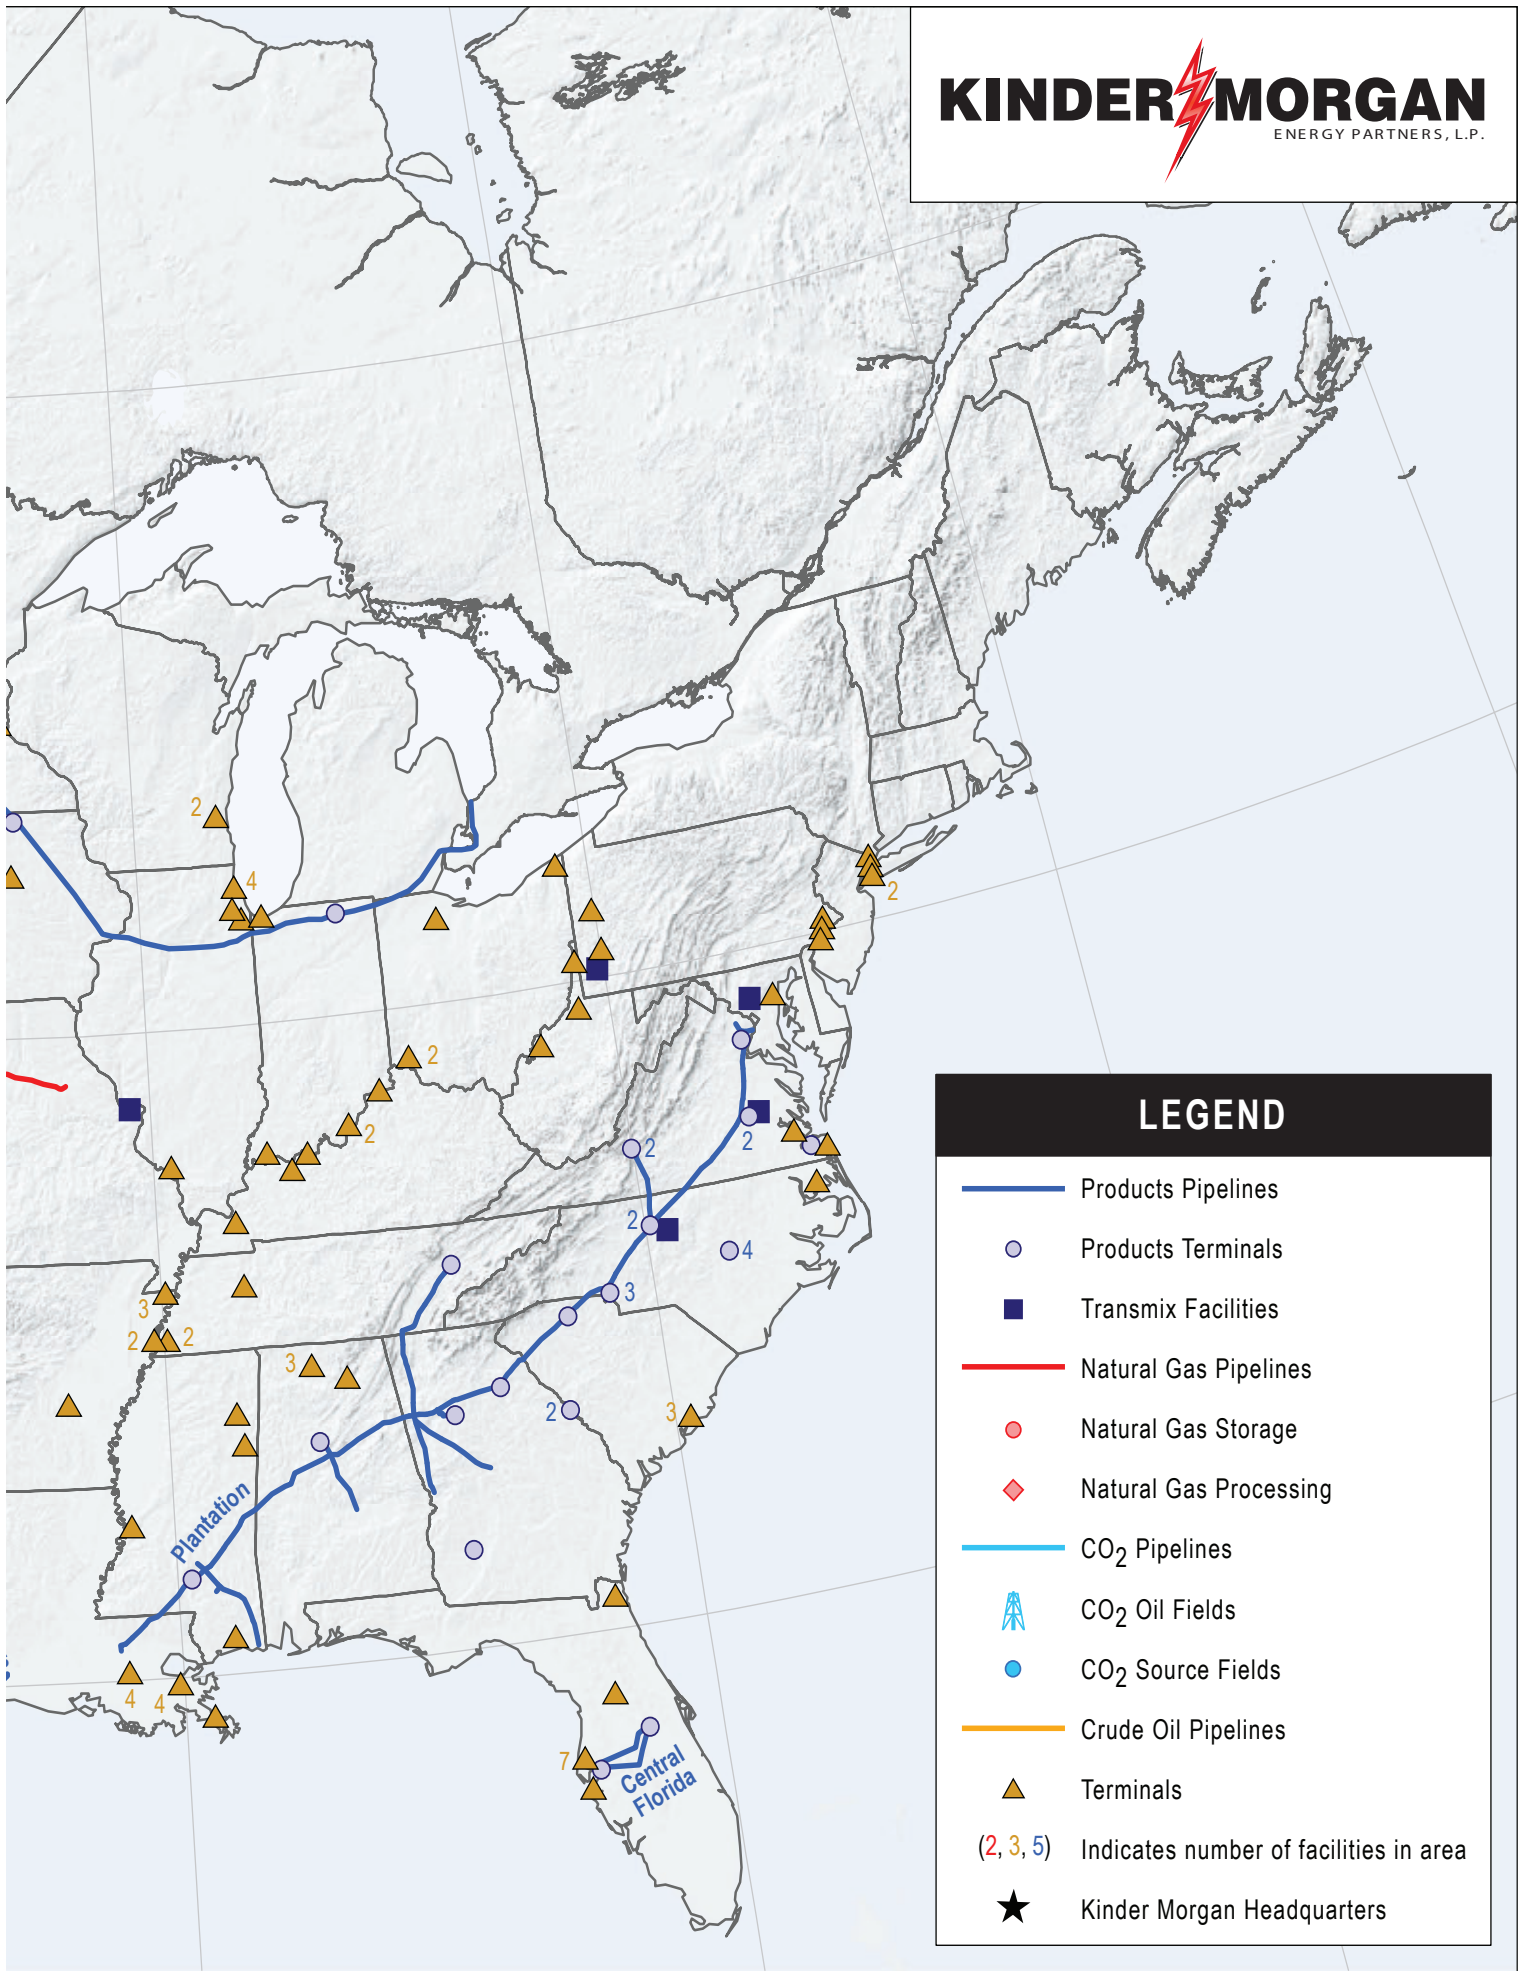 KINDER MORGAN
ENERGY PARTNERS, L.P.
2
4
2
2
2
2
2
2
4
3
3
2
2
3
2
3
Plantation
4
4
7
Central
Florida
LEGEND
Products Pipelines
Products Terminals
Transmix Facilities
Natural Gas Pipelines
Natural Gas Storage
Natural Gas Processing
CO2 Pipelines
CO2 Oil Fields
CO2 Source Fields
Crude Oil Pipelines
Terminals
(2, 3, 5) Indicates number of facilities in area
Kinder Morgan Headquarters